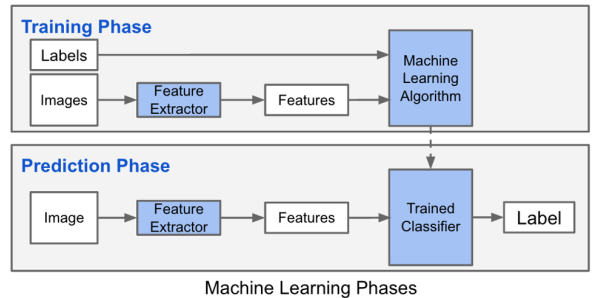 Training Phase
Labels
Images
Feature
Extractor
Features
Machine
Learning
Algorithm
Prediction Phase
Image
Feature
Extractor
Features
Trained
Classifier
Label
Machine Learning Phases